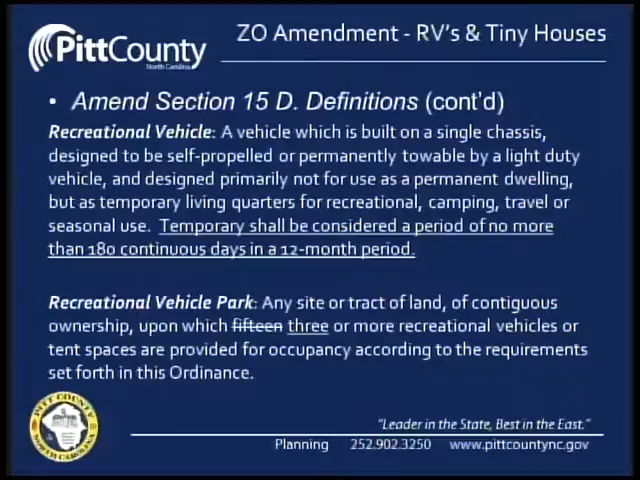 PittCounty
North Carolina
ZO Amendment - RV's & Tiny Houses
• Amend Section 15 D. Definitions (cont'd)
Recreational Vehicle: A vehicle which is built on a single chassis,
designed to be self-propelled or permanently towable by a light duty
vehicle, and designed primarily not for use as a permanent dwelling,
but as temporary living quarters for recreational, camping, travel or
seasonal use. Temporary shall be considered a period of no more
than 180 continuous days in a 12-month period.
Recreational Vehicle Park: Any site or tract of land, of contiguous
ownership, upon which fifteen three or more recreational vehicles or
tent spaces are provided for occupancy according to the requirements
set forth in this Ordinance.
PITT COUNTY
NORTH CAROLINA
"Leader in the State, Best in the East."
Planning 252.902.3250 www.pittcountync.gov